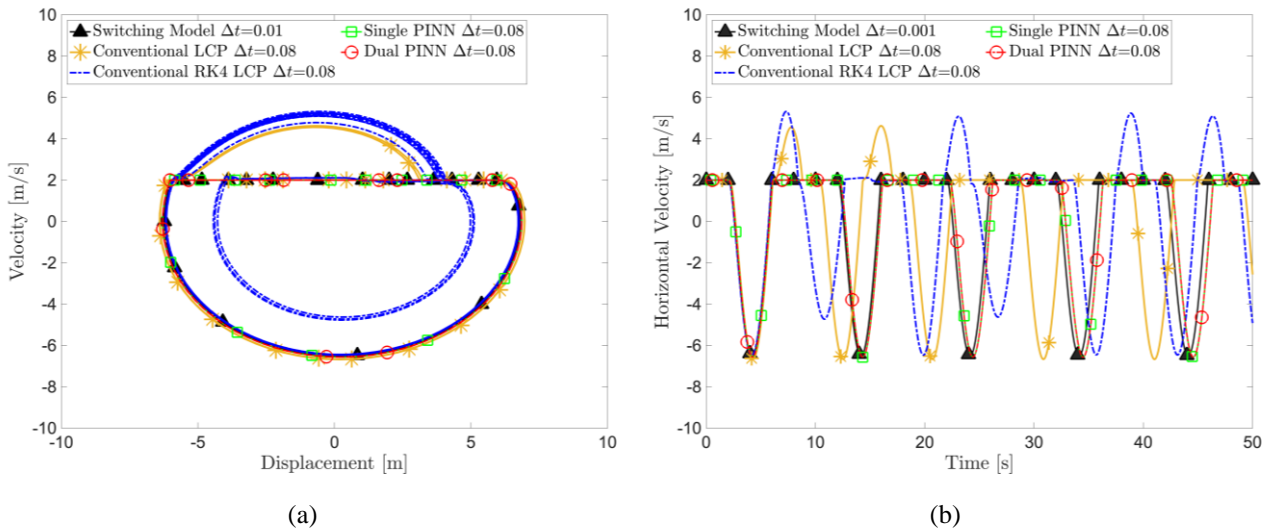 Switching Model Δt=0.01
Single PINN Δt=0.08
Conventional LCP Δt=0.08
Dual PINN Δt=0.08
Conventional RK4 LCP Δt=0.08
6
4
2
0
-2
-4
-6
-8
-10
-10
-5
0
5
10
Velocity [m/s]
Displacement [m]
(a)
Switching Model Δt=0.001
Single PINN Δt=0.08
Conventional LCP Δt=0.08
Dual PINN Δt=0.08
Conventional RK4 LCP Δt=0.08
10
8
6
4
2
0
-2
-4
-6
-8
-10
0
10
20
30
40
50
Horizontal Velocity [m/s]
Time [s]
(b)